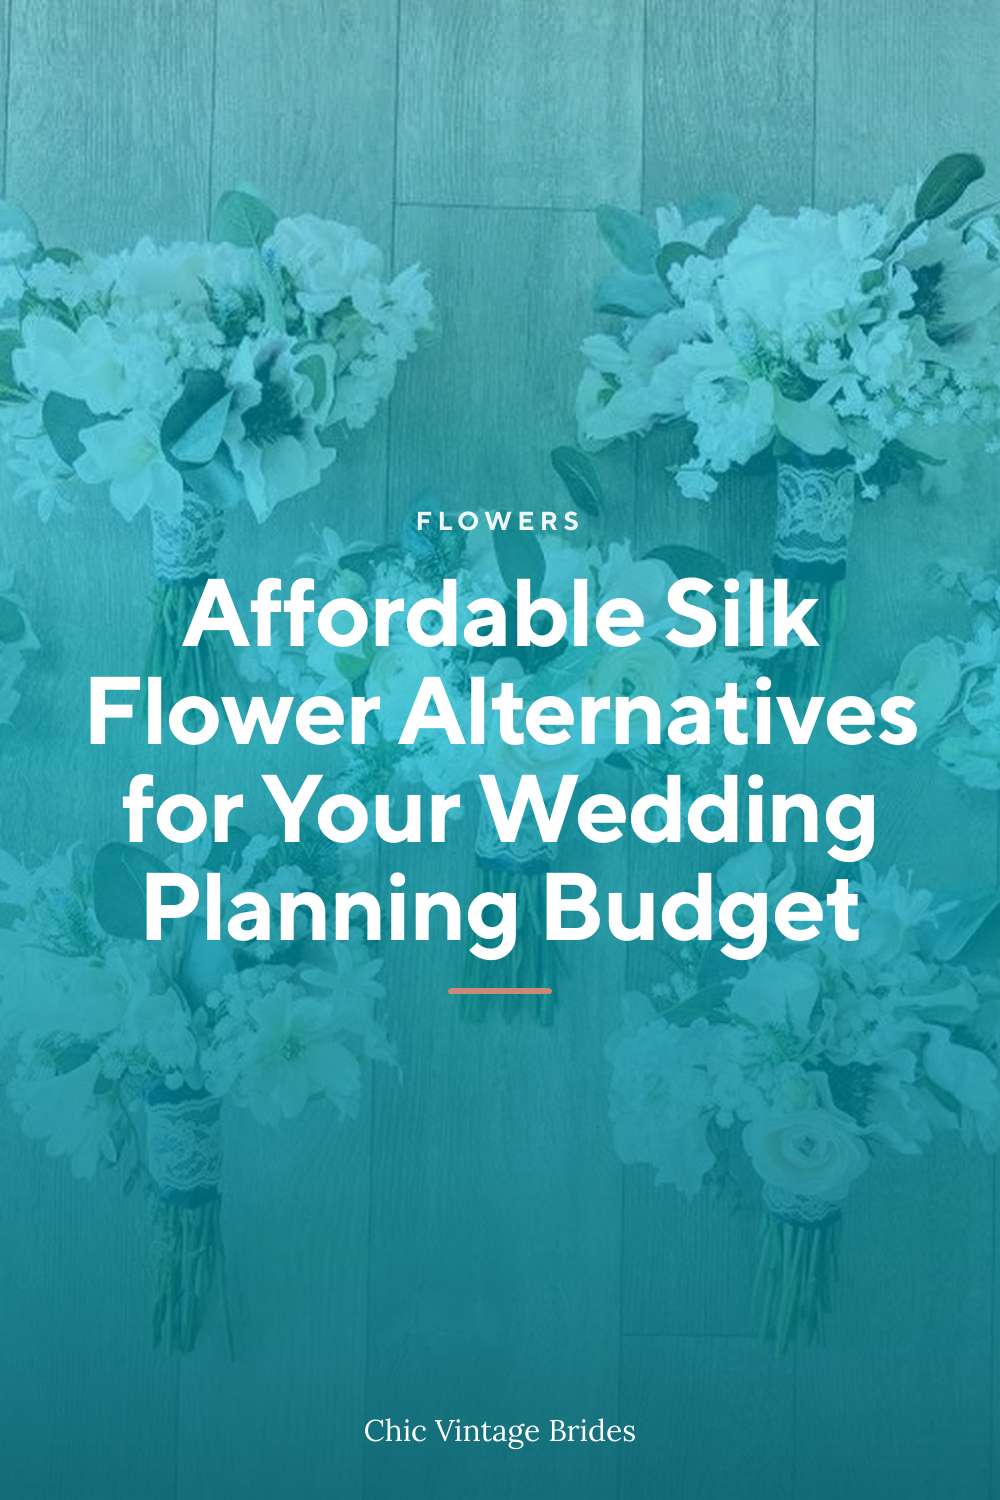 FLOWERS
Affordable Silk
Flower Alternatives
for Your Wedding
Planning Budget
Chic Vintage Brides